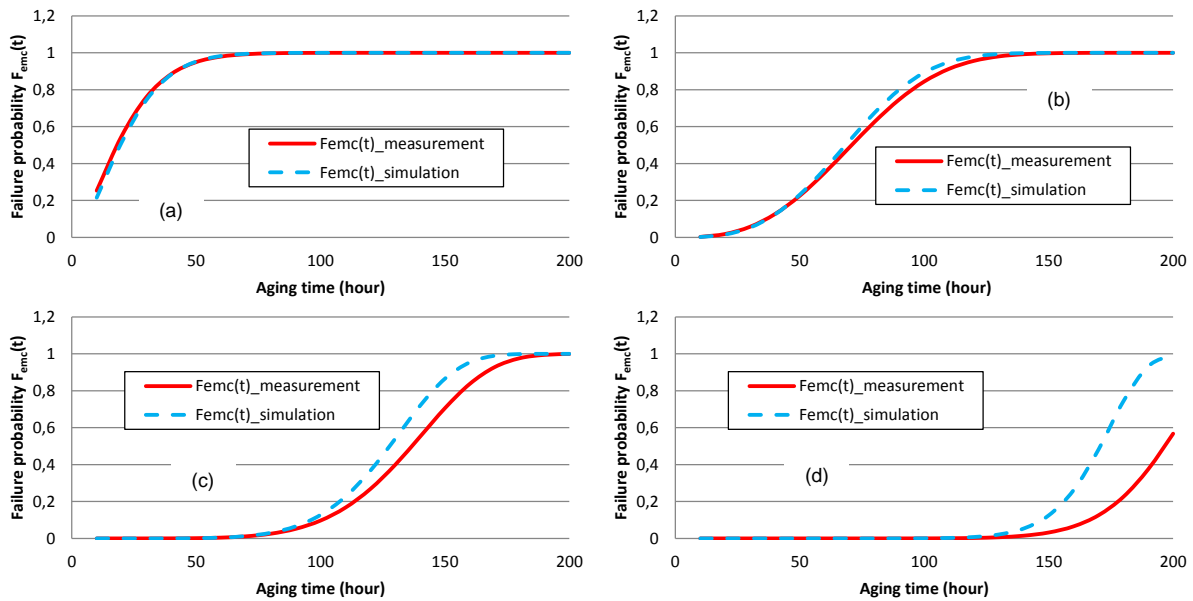 Failure probability Femc(t)
1,2
1
0,8
0,6
0,4
0,2
0
Femc(t)_measurement
Femc(t)_simulation
(a)
0 50 100 150 200
Aging time (hour)
Failure probability Femc(t)
1,2
1
0,8
0,6
0,4
0,2
0
(b)
Femc(t)_measurement
Femc(t)_simulation
0 50 100 150 200
Aging time (hour)
Failure probability Femc(t)
1,2
1
0,8
0,6
0,4
0,2
0
Femc(t)_measurement
Femc(t)_simulation
(c)
0 50 100 150 200
Aging time (hour)
Failure probability Femc(t)
1,2
1
0,8
0,6
0,4
0,2
0
Femc(t)_measurement
Femc(t)_simulation
(d)
0 50 100 150 200
Aging time (hour)